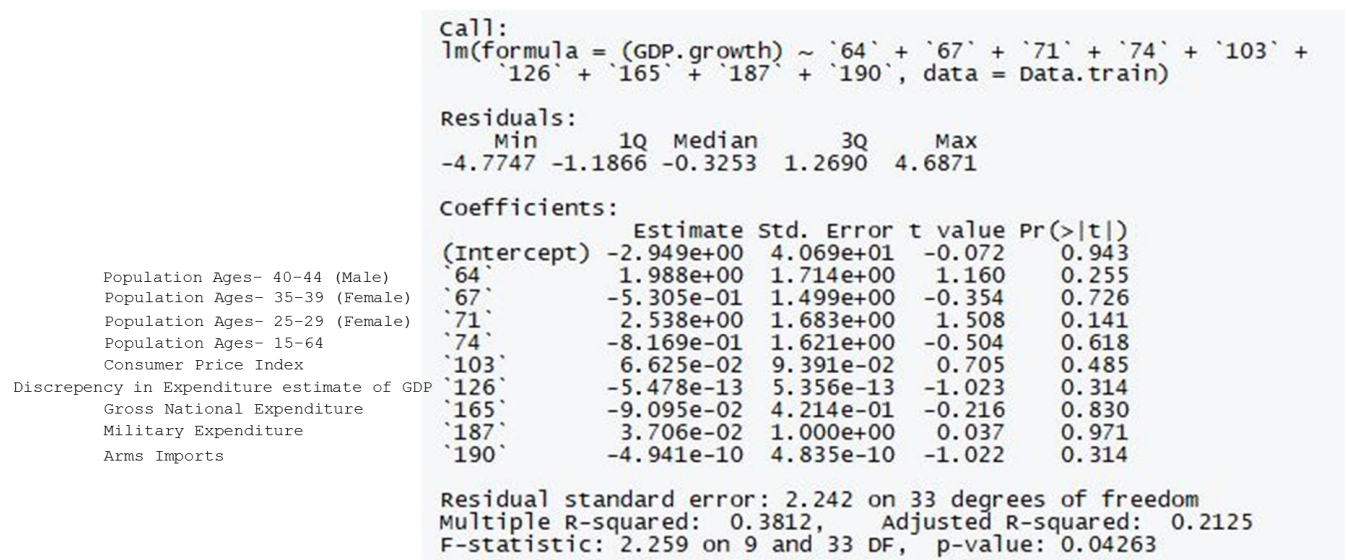 Call:
lm(formula = (GDP.growth) ~ `64` + `67` + `71` + `74` + `103` +
`126` + `165` + `187` + `190`, data = Data.train)
Residuals:
Min 1Q Median 3Q Max
-4.7747 -1.1866 -0.3253 1.2690 4.6871
Coefficients:
Estimate Std. Error t value Pr(>|t|)
(Intercept) -2.949e+00 4.069e+01 -0.072 0.943
Population Ages- 40-44 (Male) `64` 1.988e+00 1.714e+00 1.160 0.255
Population Ages- 35-39 (Female) `67` -5.305e-01 1.499e+00 -0.354 0.726
Population Ages- 25-29 (Female) `71` 2.538e+00 1.683e+00 1.508 0.141
Population Ages- 15-64 `74` -8.169e-01 1.621e+00 -0.504 0.618
Consumer Price Index `103` 6.625e-02 9.391e-02 0.705 0.485
Discrepency in Expenditure estimate of GDP `126` -5.478e-13 5.356e-13 -1.023 0.314
Gross National Expenditure `165` -9.095e-02 4.214e-01 -0.216 0.830
Military Expenditure `187` 3.706e-02 1.000e+00 0.037 0.971
Arms Imports `190` -4.941e-10 4.835e-10 -1.022 0.314
Residual standard error: 2.242 on 33 degrees of freedom
Multiple R-squared: 0.3812, Adjusted R-squared: 0.2125
F-statistic: 2.259 on 9 and 33 DF, p-value: 0.04263